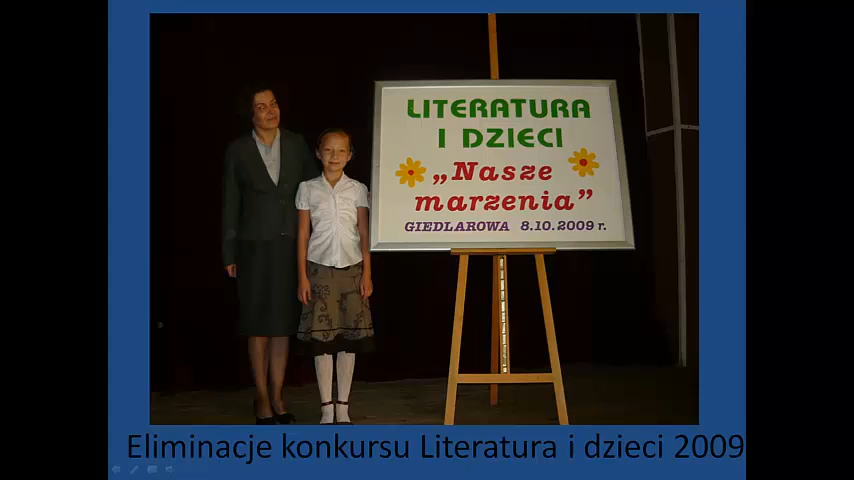 LITERATURA
I DZIECI
„Nasze
marzenia”
GIEDLAROWA 8.10.2009 r.
Eliminacje konkursu Literatura i dzieci 2009